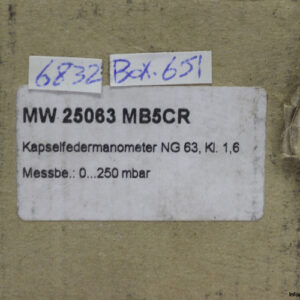 6832 Box.651
MW 25063 MB5CR
Kapselfedermanometer NG 63, Kl. 1,6
Messbe.: 0...250 mbar